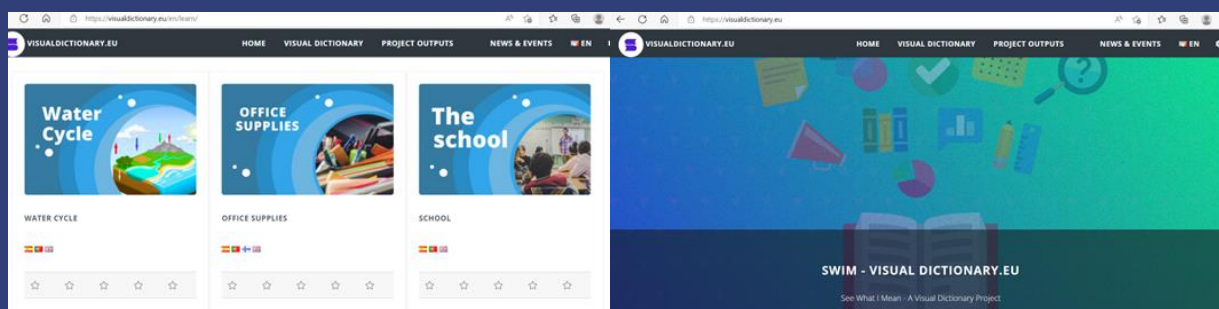 https://visualdictionary.eu/en/learn/
VISUALDICTIONARY.EU
HOME VISUAL DICTIONARY PROJECT OUTPUTS NEWS & EVENTS EN
Water
Cycle
OFFICE
SUPPLIES
The
school
WATER CYCLE
OFFICE SUPPLIES
SCHOOL
https://visualdictionary.eu
VISUALDICTIONARY.EU
HOME VISUAL DICTIONARY PROJECT OUTPUTS NEWS & EVENTS EN
SWIM - VISUAL DICTIONARY.EU
See What I Mean - A Visual Dictionary Project